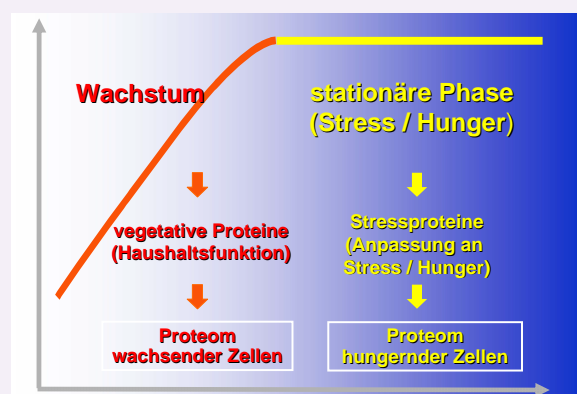 Wachstum
stationäre Phase
(Stress / Hunger)
vegetative Proteine
(Haushaltsfunktion)
Stressproteine
(Anpassung an
Stress / Hunger)
Proteom
wachsender Zellen
Proteom
hungernder Zellen